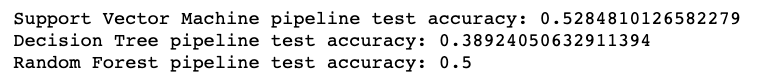 Support Vector Machine pipeline test accuracy: 0.5284810126582279
Decision Tree pipeline test accuracy: 0.38924050632911394
Random Forest pipeline test accuracy: 0.5